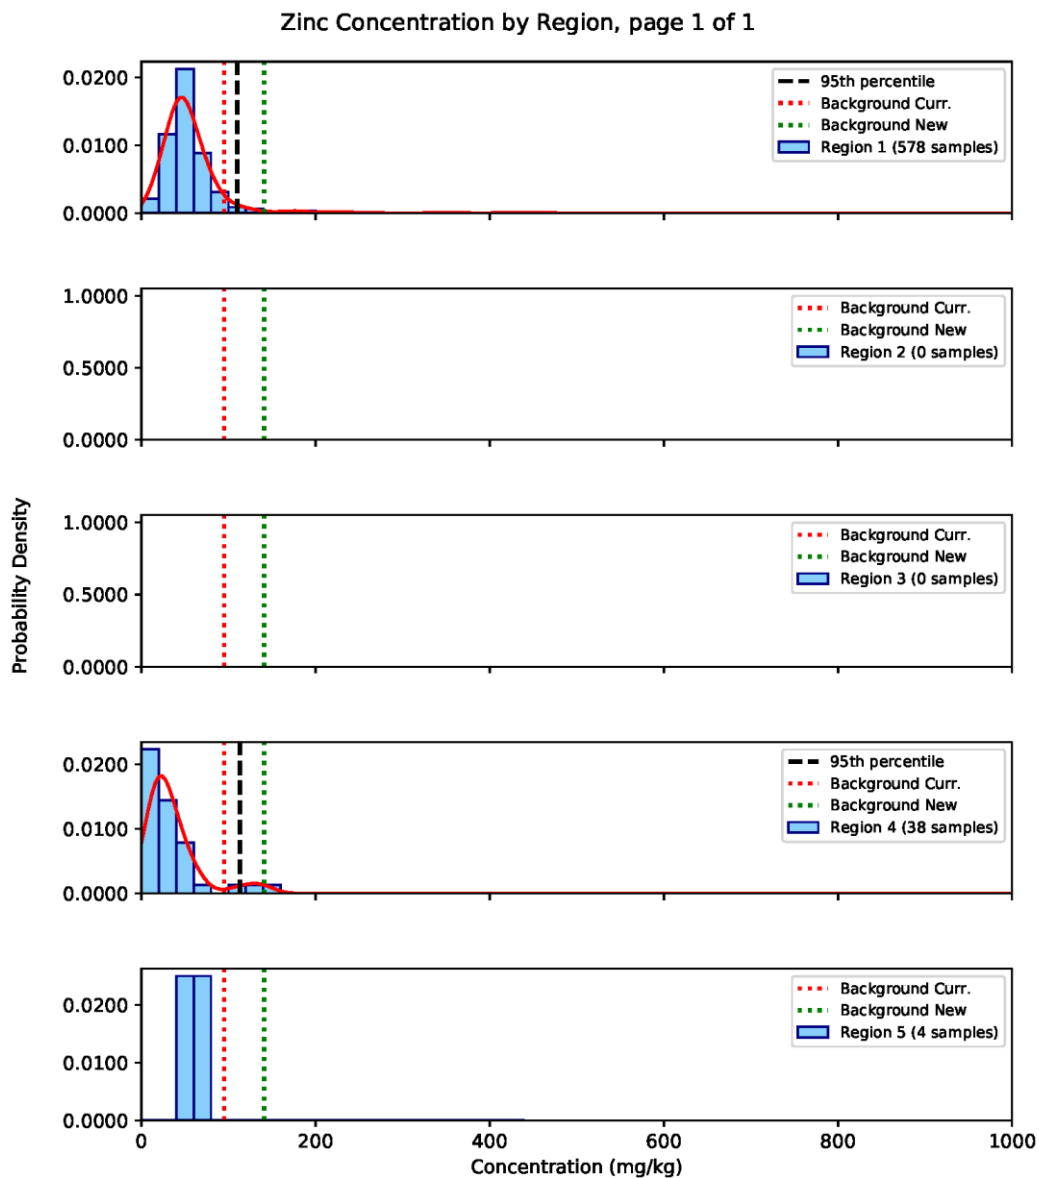 Zinc Concentration by Region, page 1 of 1
0.0200
0.0100
0.0000
95th percentile
Background Curr.
Background New
Region 1 (578 samples)
1.0000
0.5000
0.0000
Background Curr.
Background New
Region 2 (0 samples)
Probability Density
1.0000
0.5000
0.0000
Background Curr.
Background New
Region 3 (0 samples)
0.0200
0.0100
0.0000
95th percentile
Background Curr.
Background New
Region 4 (38 samples)
0.0200
0.0100
0.0000
Background Curr.
Background New
Region 5 (4 samples)
0 200 400 600 800 1000
Concentration (mg/kg)